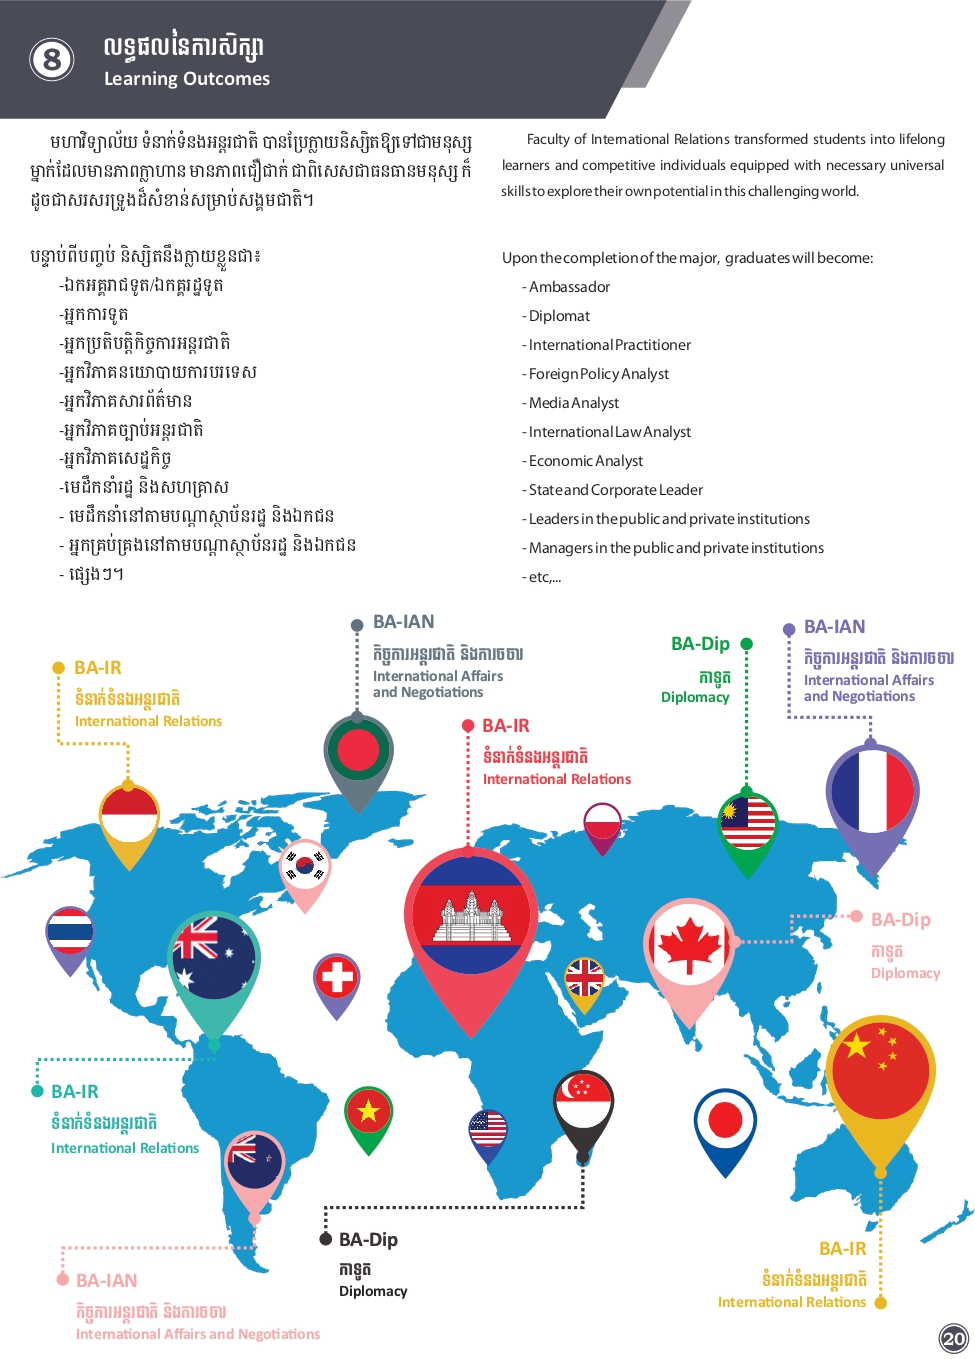 8
លទ្ធផលនៃការសិក្សា
Learning Outcomes
មហាវិទ្យាល័យ ទំនាក់ទំនងអន្តរជាតិ បានប្រែក្លាយនិស្សិតឱ្យទៅជាមនុស្ស
ម្នាក់ដែលមានភាពក្លាហាន មានភាពជឿជាក់ ជាពិសេសជាធនធានមនុស្ស ក៏
ដូចជាសរសរទ្រូងដ៏សំខាន់សម្រាប់សង្គមជាតិ។
បន្ទាប់ពីបញ្ចប់ និស្សិតនឹងក្លាយខ្លួនជា៖
-ឯកអគ្គរាជទូត/ឯកគ្គរដ្ឋទូត
-អ្នកការទូត
-អ្នកប្រតិបត្តិកិច្ចការអន្តរជាតិ
-អ្នកវិភាគនយោបាយការបរទេស
-អ្នកវិភាគសារព័ត៌មាន
-អ្នកវិភាគច្បាប់អន្តរជាតិ
-អ្នកវិភាគសេដ្ឋកិច្ច
-មេដឹកនាំរដ្ឋ និងសហគ្រាស
- មេដឹកនាំនៅតាមបណ្តាស្ថាប័នរដ្ឋ និងឯកជន
- អ្នកគ្រប់គ្រងនៅតាមបណ្តាស្ថាប័នរដ្ឋ និងឯកជន
- ផ្សេងៗ។
Faculty of International Relations transformed students into lifelong
learners and competitive individuals equipped with necessary universal
skills to explore their own potential in this challenging world.
Upon the completion of the major, graduates will become:
- Ambassador
- Diplomat
- International Practitioner
- Foreign Policy Analyst
- Media Analyst
- International Law Analyst
- Economic Analyst
- State and Corporate Leader
- Leaders in the public and private institutions
- Managers in the public and private institutions
- etc,...
BA-IAN
កិច្ចការអន្តរជាតិ និងការចចារ
International Affairs
and Negotiations
BA-IAN
កិច្ចការអន្តរជាតិ និងការចចារ
International Affairs
and Negotiations
BA-Dip
កាទូត
Diplomacy
BA-IR
ទំនាក់ទំនងអន្តរជាតិ
International Relations
BA-IR
ទំនាក់ទំនងអន្តរជាតិ
International Relations
BA-Dip
កាទូត
Diplomacy
BA-IR
ទំនាក់ទំនងអន្តរជាតិ
International Relations
BA-Dip
កាទូត
Diplomacy
BA-IR
ទំនាក់ទំនងអន្តរជាតិ
International Relations
BA-IAN
កិច្ចការអន្តរជាតិ និងការចចារ
International Affairs and Negotiations
20